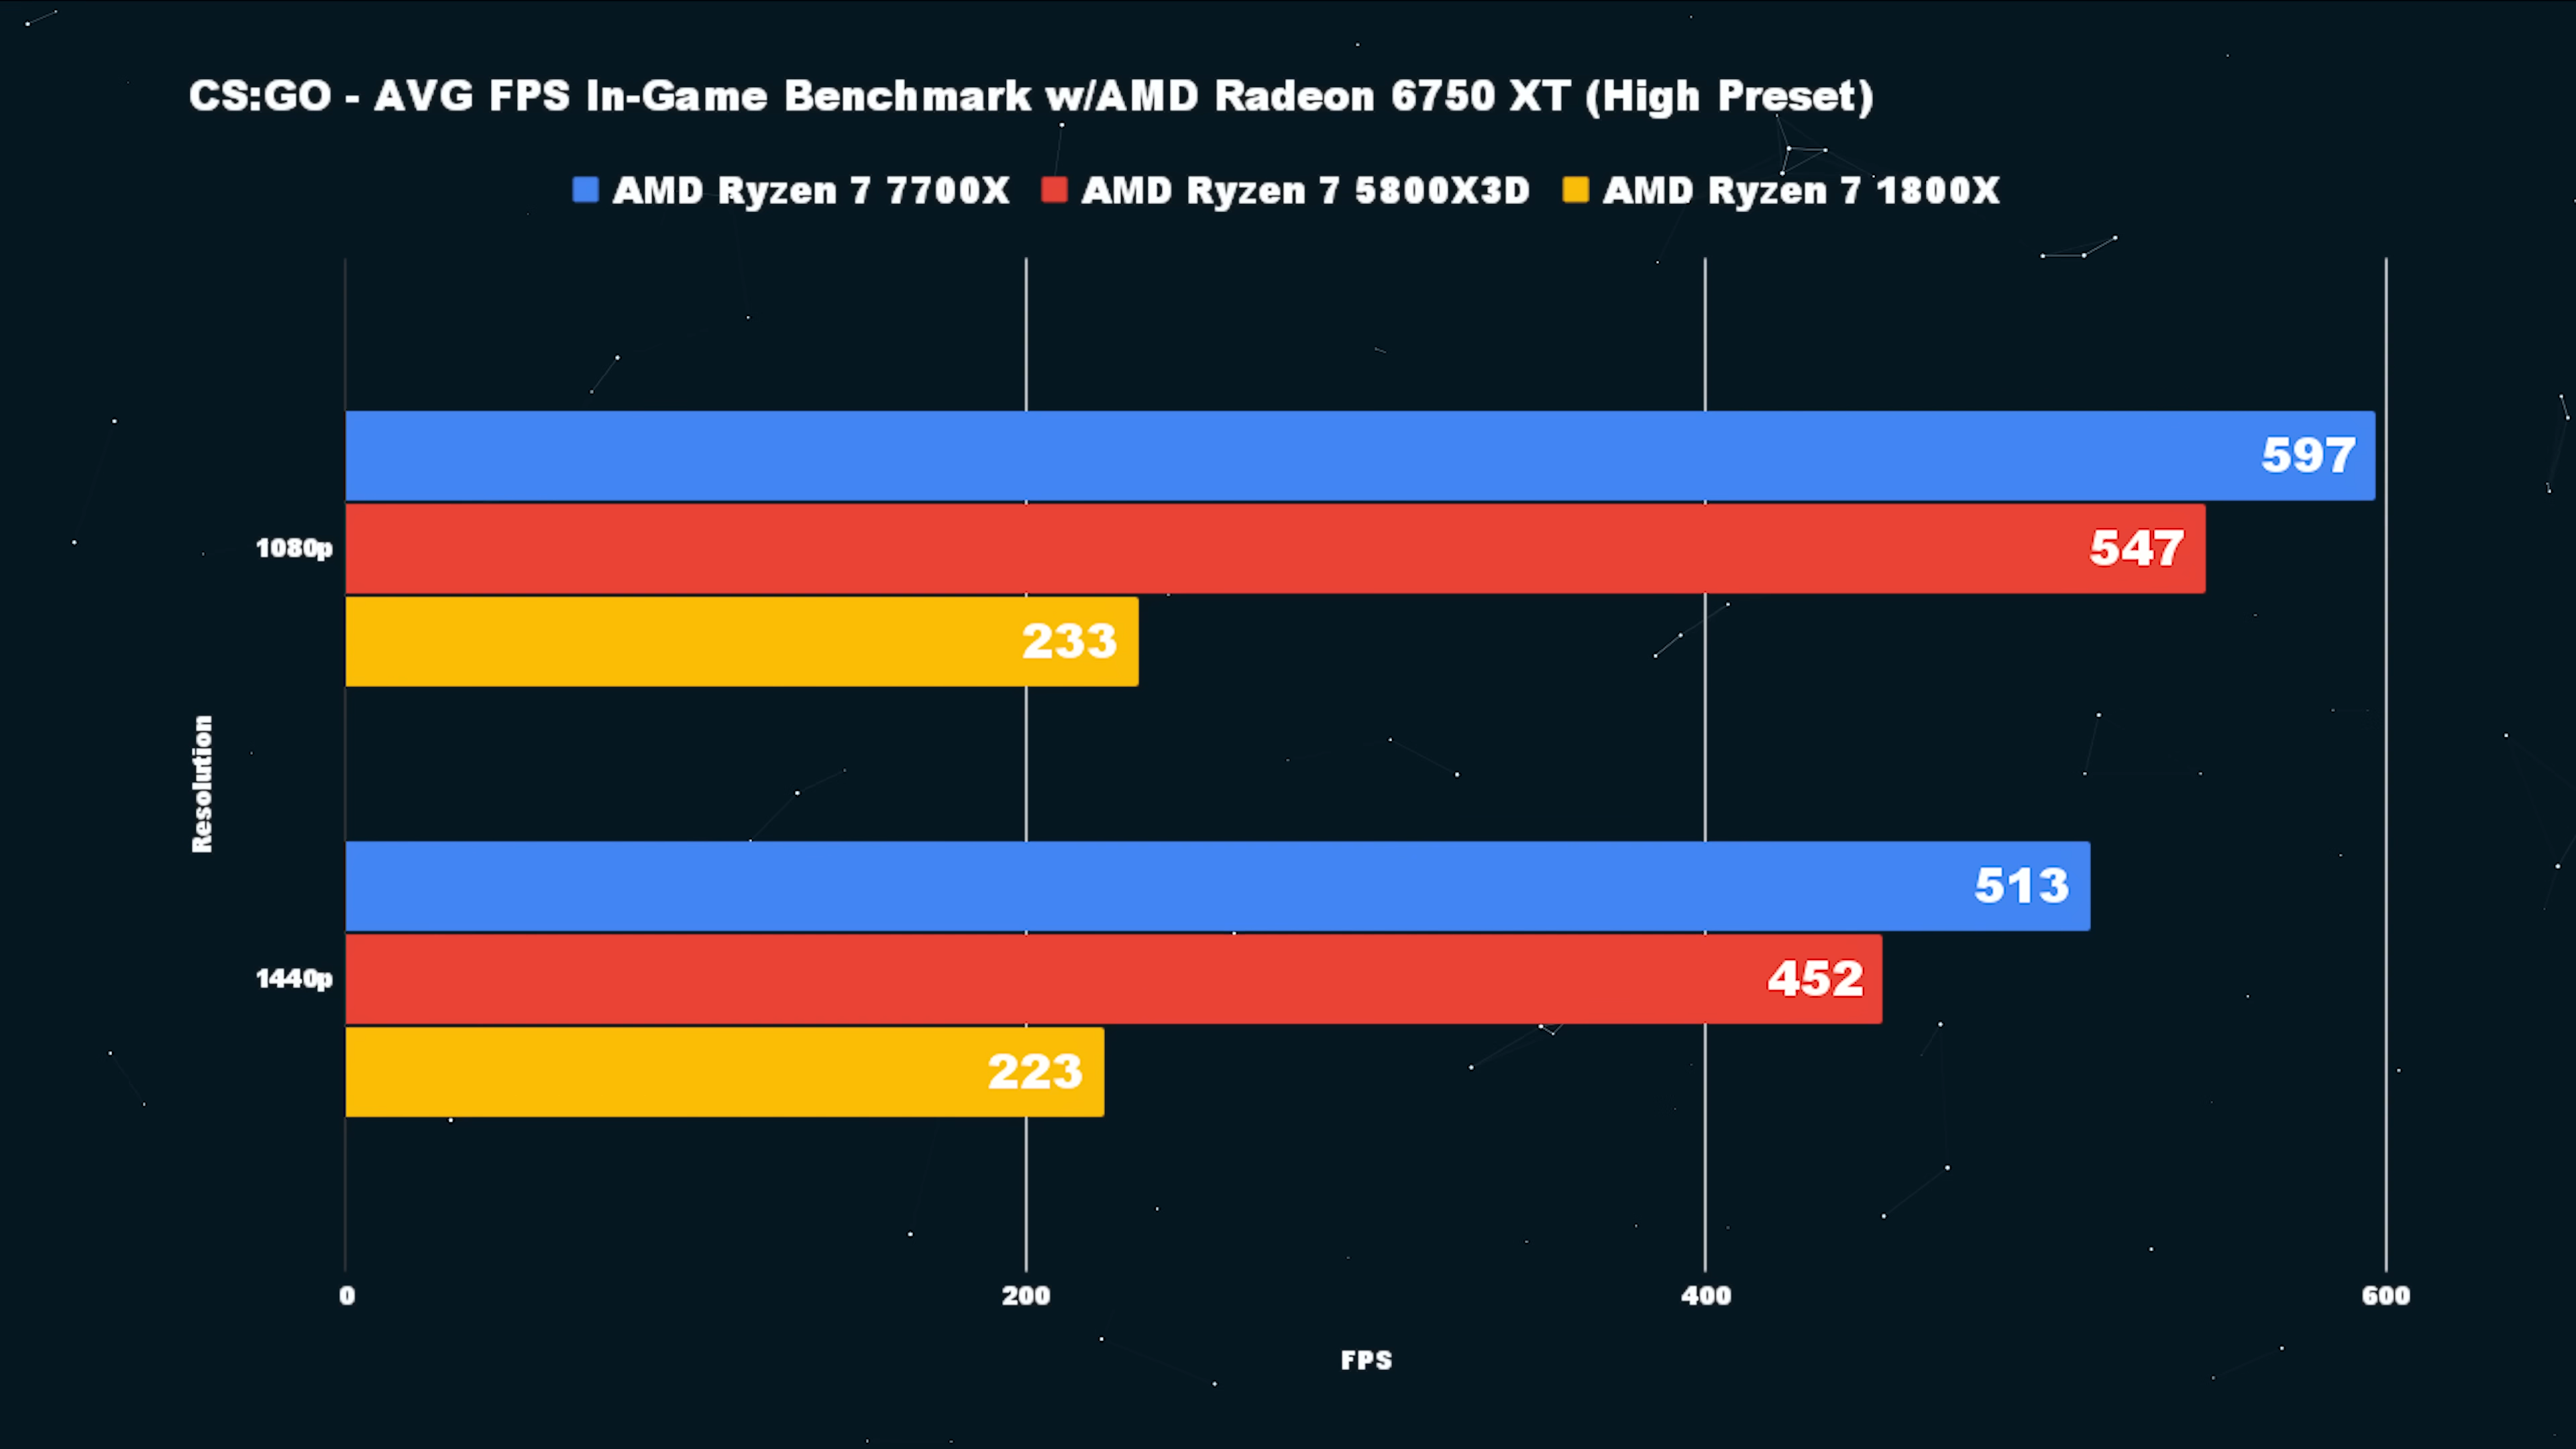 CS:GO - AVG FPS In-Game Benchmark w/AMD Radeon 6750 XT (High Preset)
AMD Ryzen 7 7700X AMD Ryzen 7 5800X3D AMD Ryzen 7 1800X
597
1080p 547
233
Resolution
513
1440p 452
223
0 200 400 600
FPS